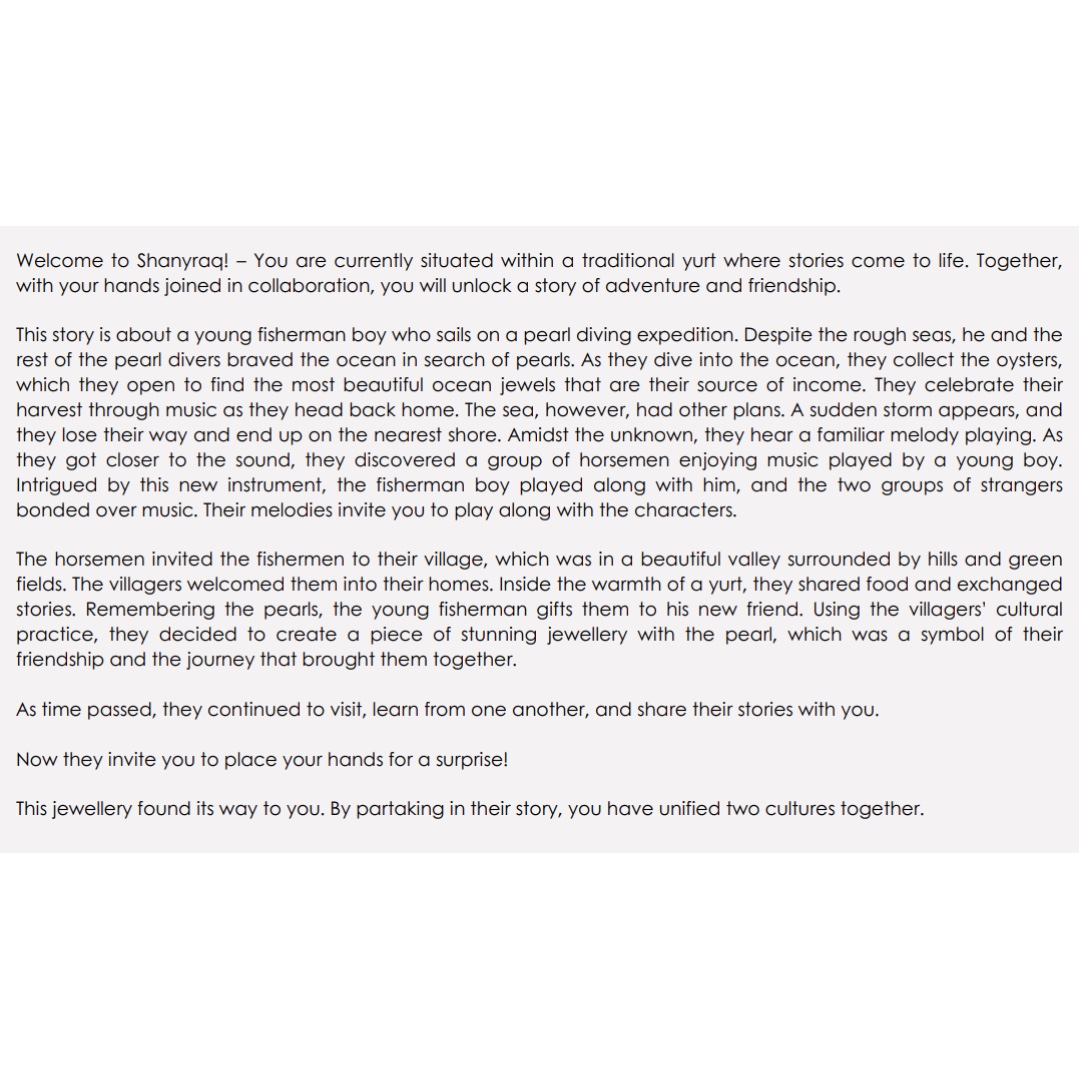 Welcome to Shanyraq! – You are currently situated within a traditional yurt where stories come to life. Together,
with your hands joined in collaboration, you will unlock a story of adventure and friendship.
This story is about a young fisherman boy who sails on a pearl diving expedition. Despite the rough seas, he and the
rest of the pearl divers braved the ocean in search of pearls. As they dive into the ocean, they collect the oysters,
which they open to find the most beautiful ocean jewels that are their source of income. They celebrate their
harvest through music as they head back home. The sea, however, had other plans. A sudden storm appears, and
they lose their way and end up on the nearest shore. Amidst the unknown, they hear a familiar melody playing. As
they got closer to the sound, they discovered a group of horsemen enjoying music played by a young boy.
Intrigued by this new instrument, the fisherman boy played along with him, and the two groups of strangers
bonded over music. Their melodies invite you to play along with the characters.
The horsemen invited the fishermen to their village, which was in a beautiful valley surrounded by hills and green
fields. The villagers welcomed them into their homes. Inside the warmth of a yurt, they shared food and exchanged
stories. Remembering the pearls, the young fisherman gifts them to his new friend. Using the villagers' cultural
practice, they decided to create a piece of stunning jewellery with the pearl, which was a symbol of their
friendship and the journey that brought them together.
As time passed, they continued to visit, learn from one another, and share their stories with you.
Now they invite you to place your hands for a surprise!
This jewellery found its way to you. By partaking in their story, you have unified two cultures together.